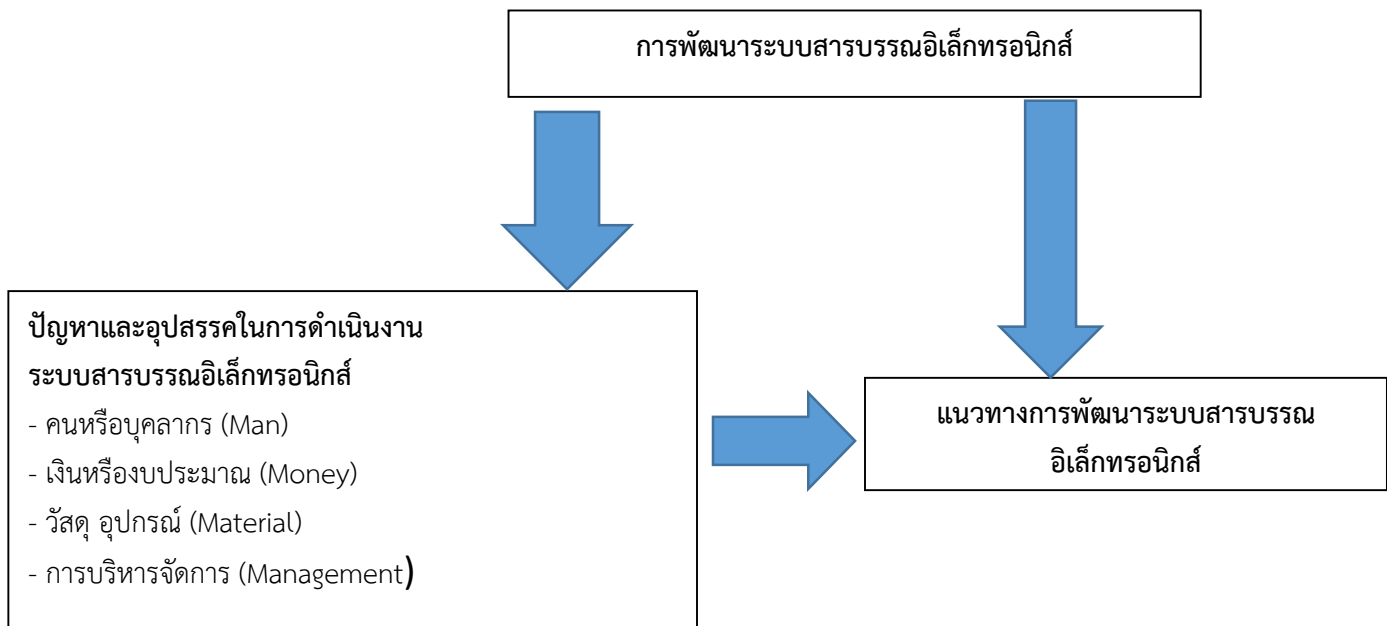 การพัฒนาระบบสารบรรณอิเล็กทรอนิกส์
ปัญหาและอุปสรรคในการดำเนินงาน
ระบบสารบรรณอิเล็กทรอนิกส์
- คนหรือบุคลากร (Man)
- เงินหรืองบประมาณ (Money)
- วัสดุ อุปกรณ์ (Material)
- การบริหารจัดการ (Management)
แนวทางการพัฒนาระบบสารบรรณ
อิเล็กทรอนิกส์